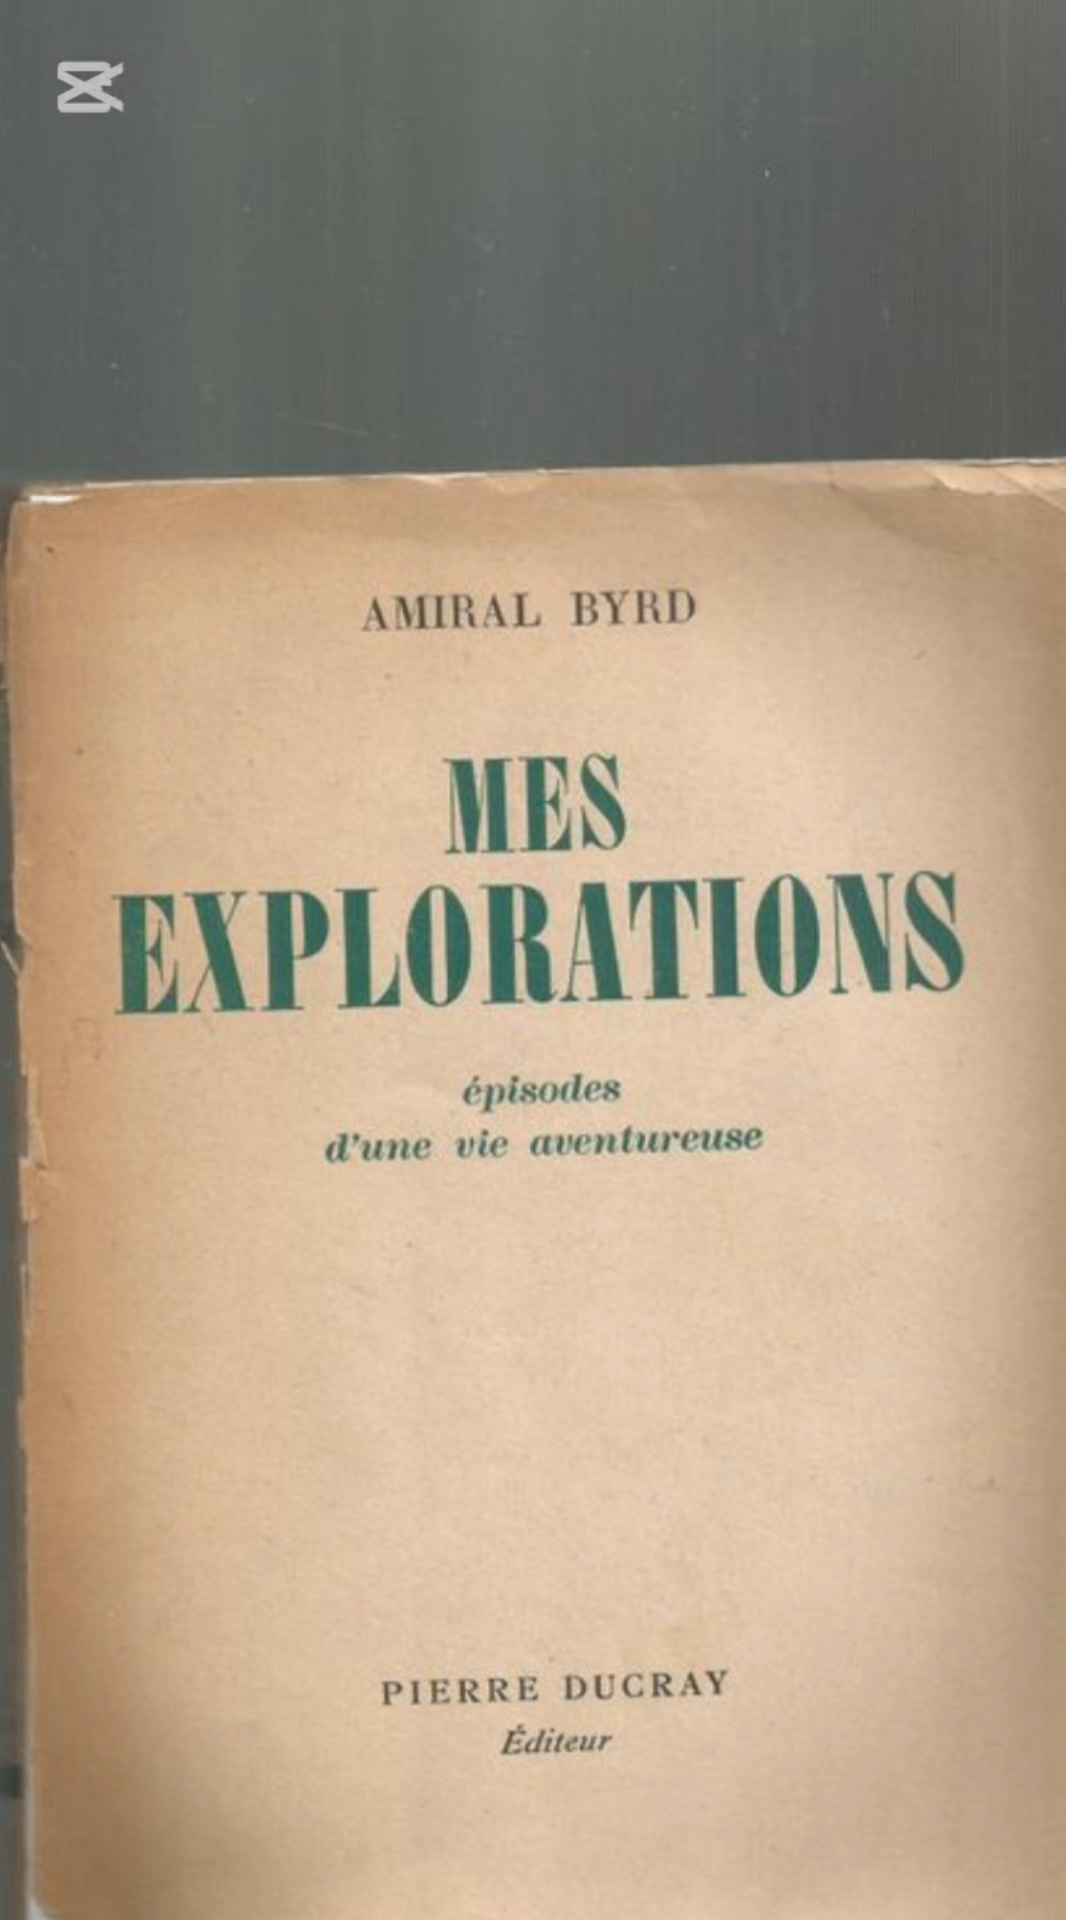 AMIRAL BYRD
MES
EXPLORATIONS
épisodes
d'une vie aventureuse
PIERRE DUCRAY
Éditeur